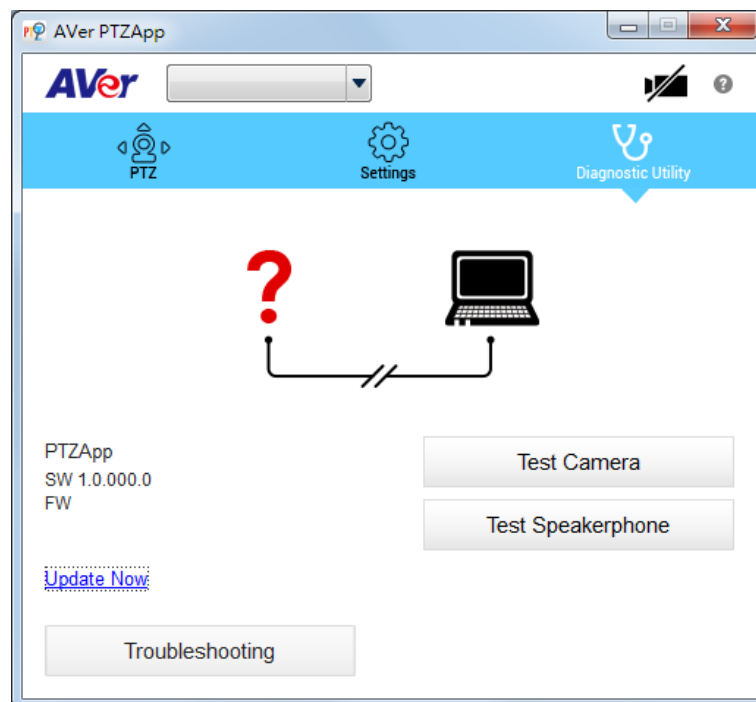 AVer PTZApp
AVer
PTZ
Settings
Diagnostic Utility
?
PTZApp
SW 1.0.000.0
FW
Test Camera
Test Speakerphone
Update Now
Troubleshooting